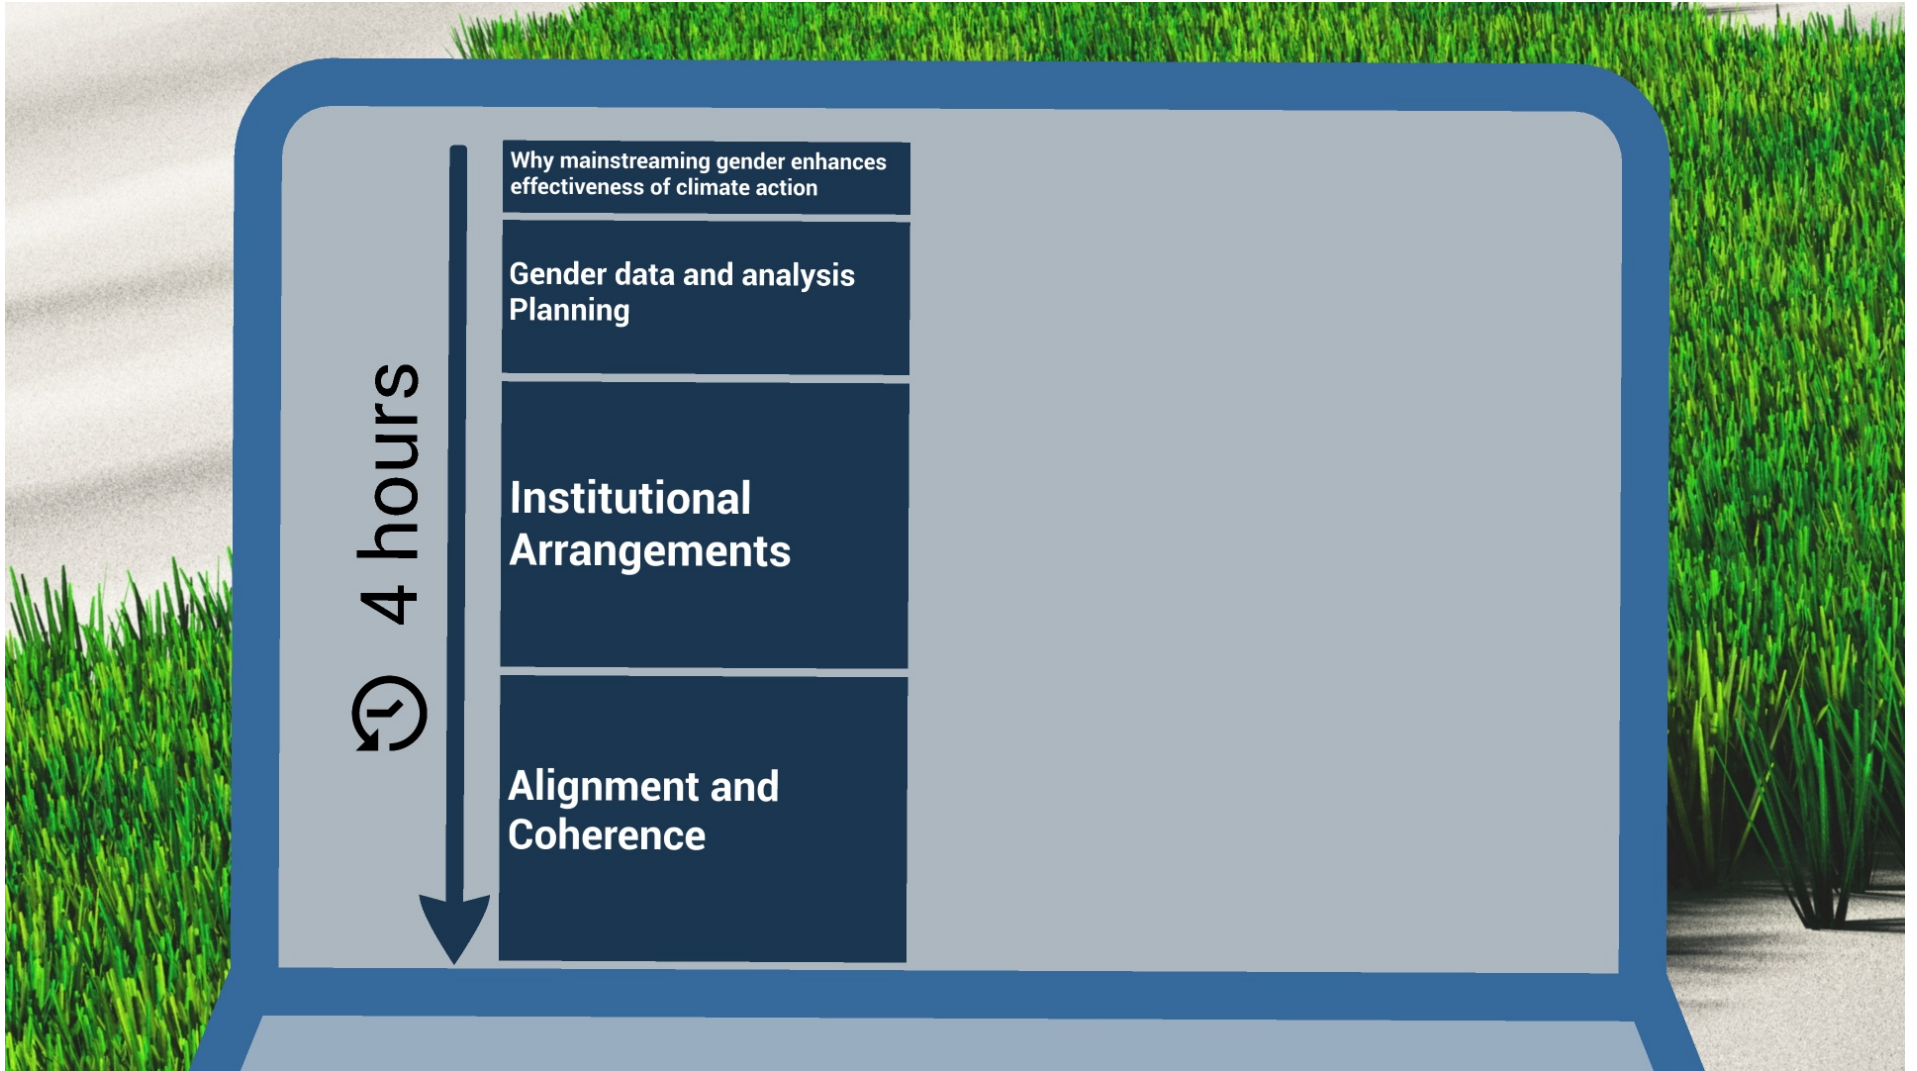 4 hours
Why mainstreaming gender enhances
effectiveness of climate action
Gender data and analysis
Planning
Institutional
Arrangements
Alignment and
Coherence